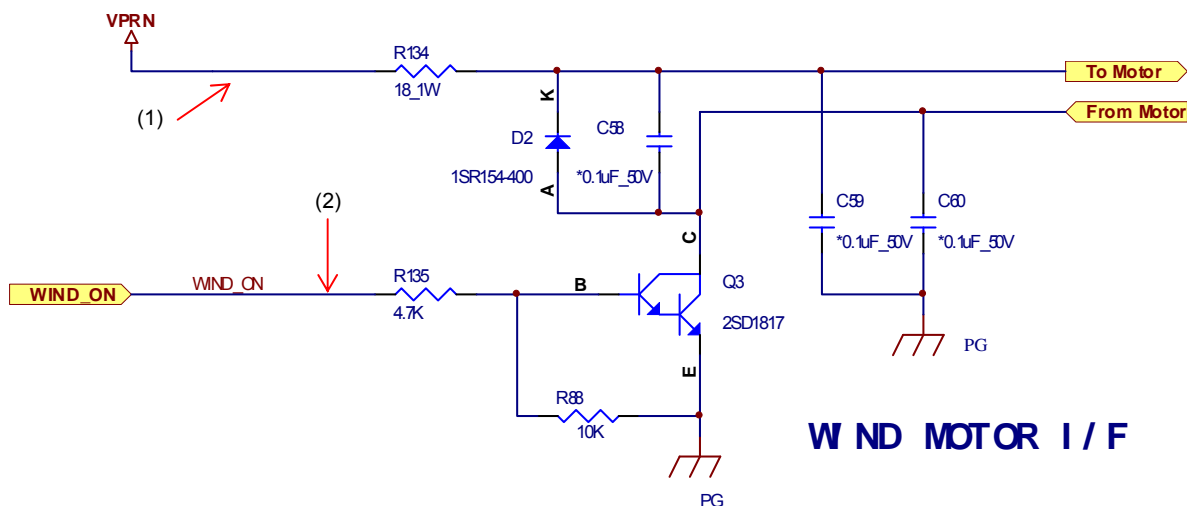 VPRN
R134
18_1W
To Motor
(1)
K
From Motor
D2
C58
1SR154-400
*0.1uF_50V
A
(2)
C59
C60
*0.1uF_50V
*0.1uF_50V
C
WIND_ON
WIND_ON
R135
4.7K
B
Q3
2SD1817
E
PG
R88
10K
WIND MOTOR I/F
PG